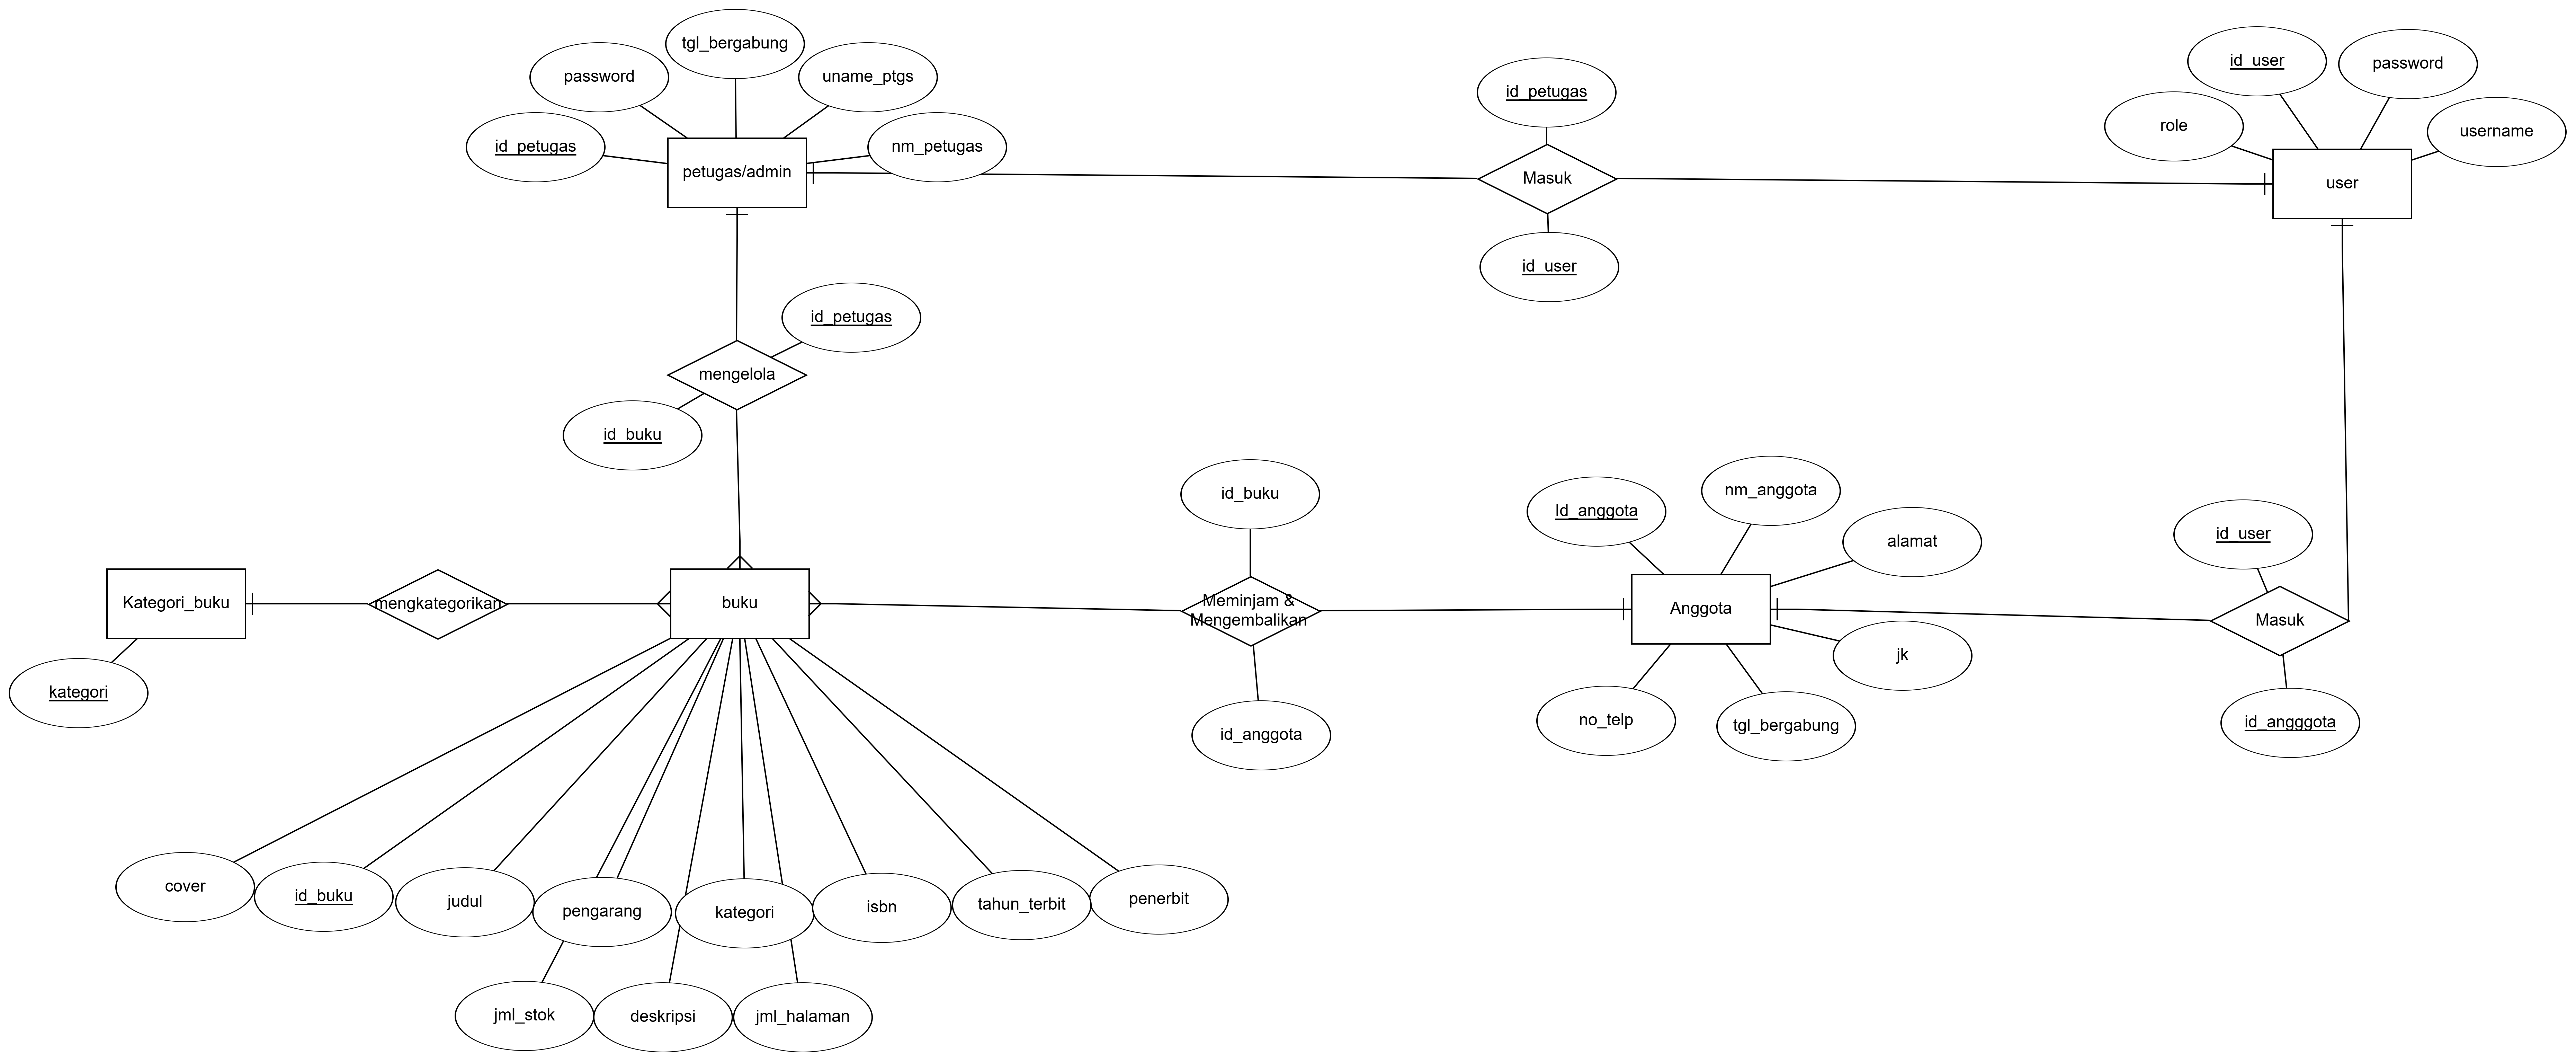 tgl_bergabung
password
uname_ptgs
id_petugas
petugas/admin
nm_petugas
id_petugas
Masuk
id_user
id_user
password
role
username
user
id_petugas
mengelola
id_buku
Kategori_buku
mengkategorikan
buku
kategori
id_buku
Meminjam &
Mengembalikan
id_anggota
Id_anggota
nm_anggota
alamat
Anggota
jk
no_telp
tgl_bergabung
id_user
Masuk
id_angggota
cover
id_buku
judul
pengarang
kategori
isbn
tahun_terbit
penerbit
jml_stok
deskripsi
jml_halaman